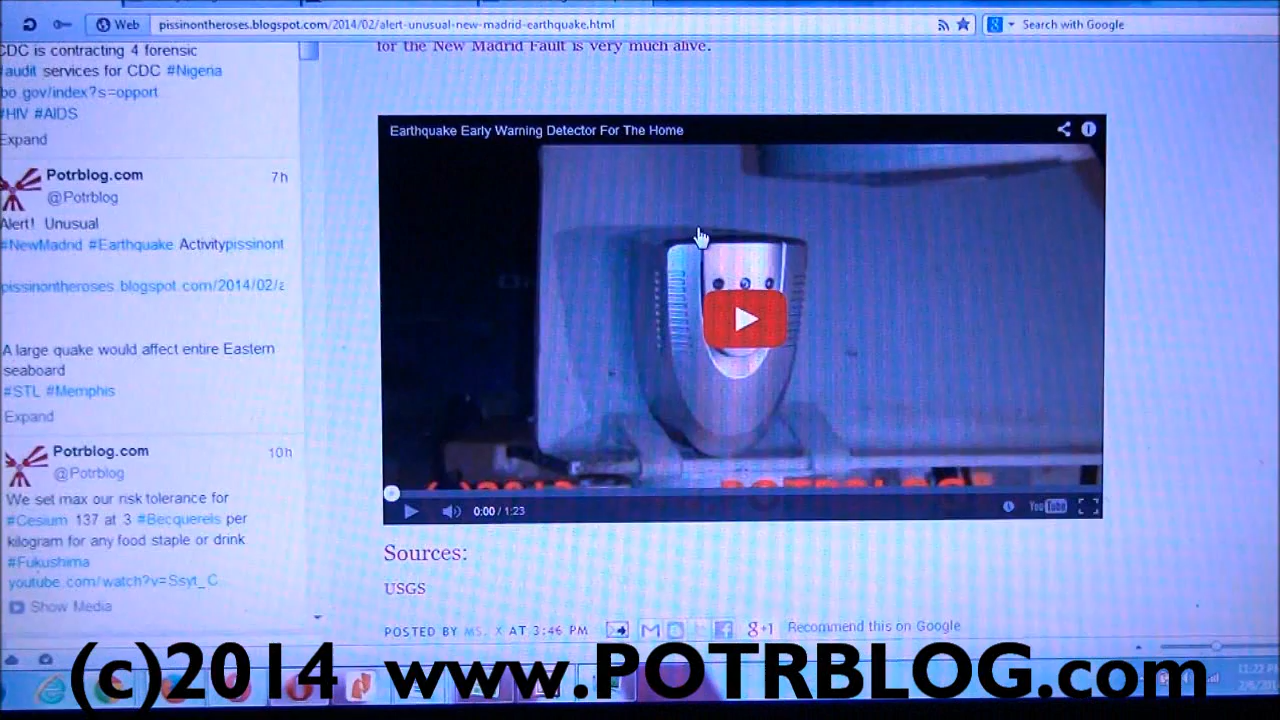 Web
pissinontheroses.blogspot.com/2014/02/alert-unusual-new-madrid-earthquake.html
Search with Google
CDC is contracting 4 forensic
#audit services for CDC #Nigeria
bo.gov/index?s=opport
#HIV #AIDS
Expand
Potrblog.com 7h
@Potrblog
Alert! Unusual
#NewMadrid #Earthquake Activitypissinont
pissinontheroses.blogspot.com/2014/02/a
A large quake would affect entire Eastern
seaboard
#STL #Memphis
Expand
Potrblog.com 10h
@Potrblog
We set max our risk tolerance for
#Cesium 137 at 3 #Becquerels per
kilogram for any food staple or drink
#Fukushima
youtube.com/watch?v=Ssyt_C...
Show Media
for the New Madrid Fault is very much alive.
Earthquake Early Warning Detector For The Home
0:00 / 1:23
YouTube
Sources:
USGS
POSTED BY MS. X AT 3:46 PM
g+1 Recommend this on Google
11:22 P
(c)2014 www.POTRBLOG.com